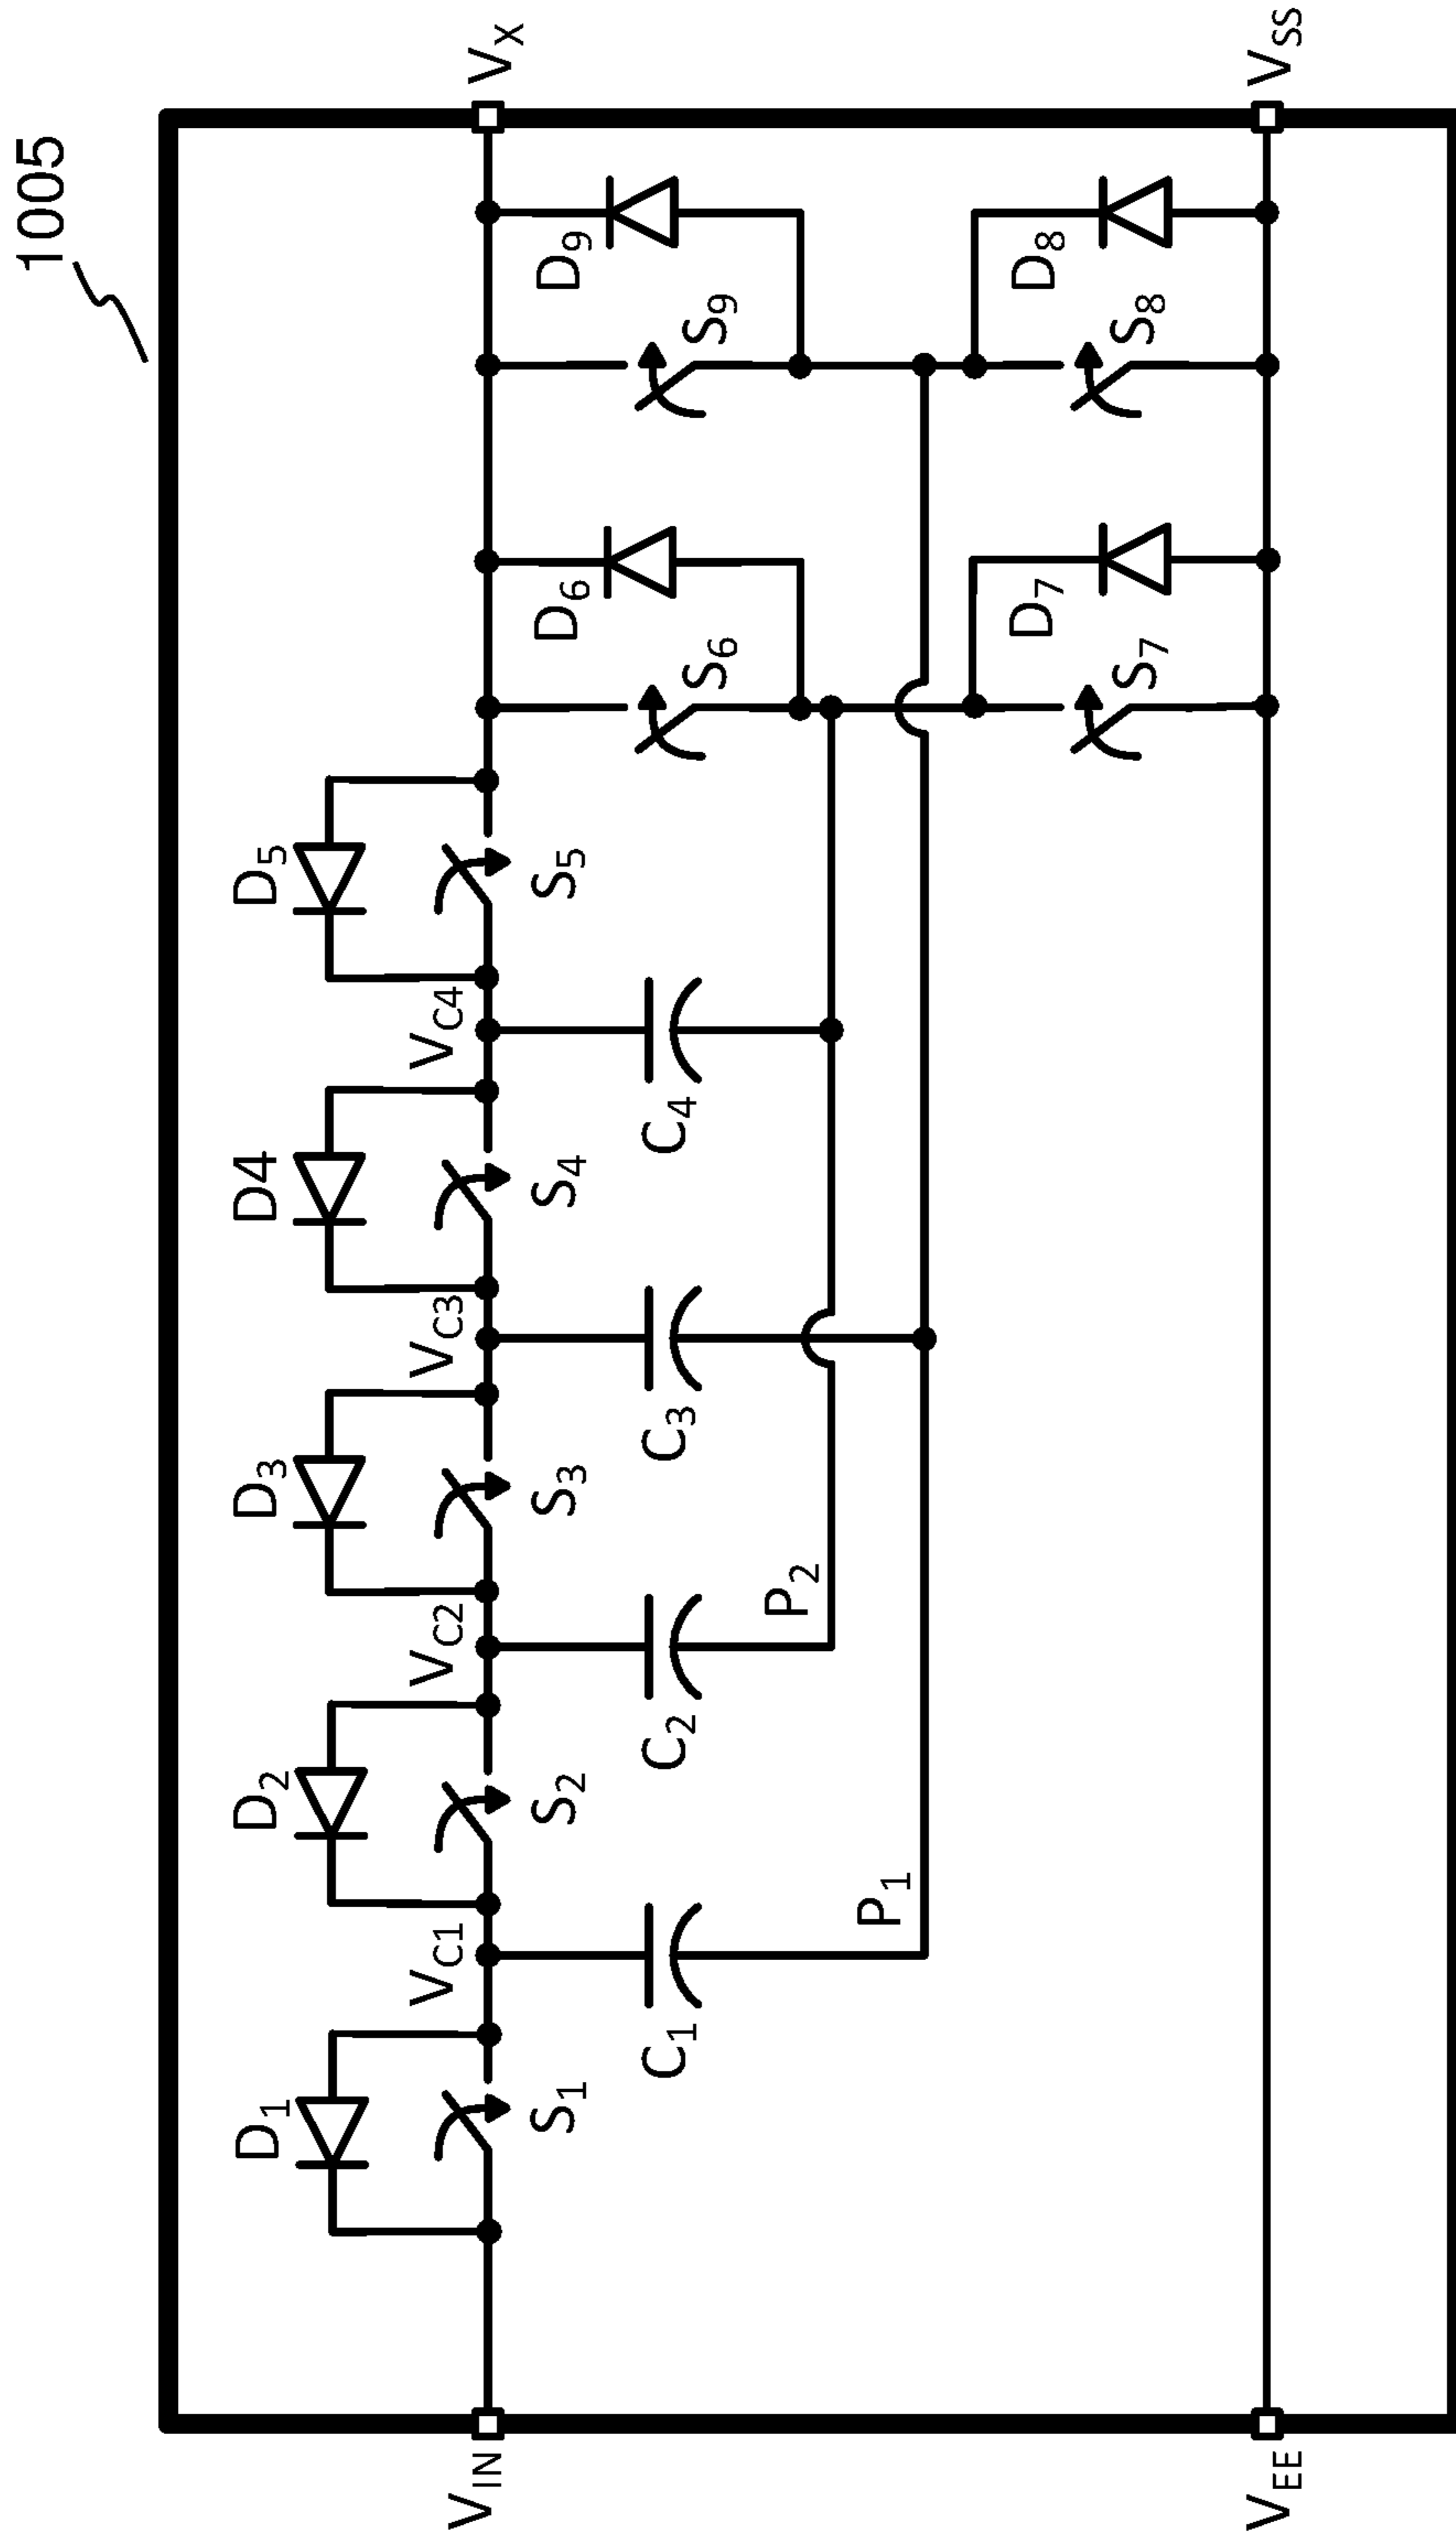 1005
D1 D2 D3 D4 D5
VIN VC1 VC2 VC3 VC4 VX
S1 S2 S3 S4 S5
D6 D9
C1 C2 C3 C4 S6 S9
P2
P1
D7 D8
S7 S8
VEE VSS